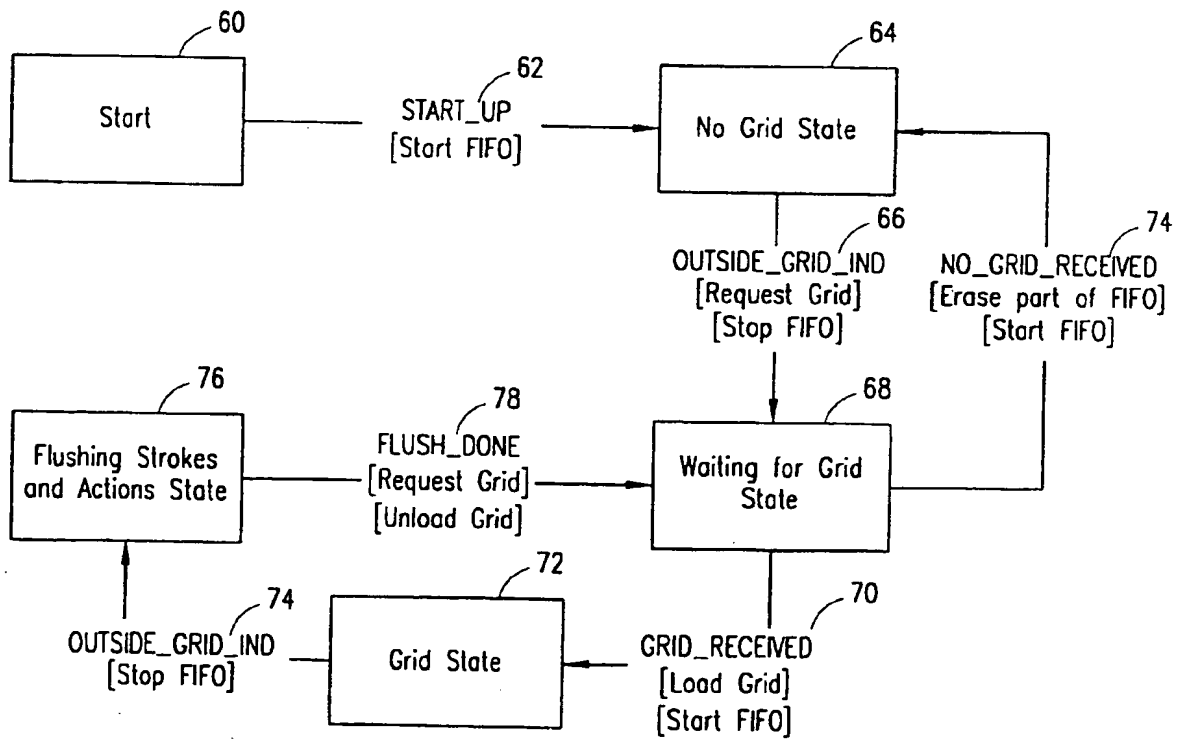 60
Start
62
START_UP
[Start FIFO]
64
No Grid State
66
OUTSIDE_GRID_IND
[Request Grid]
[Stop FIFO]
74
NO_GRID_RECEIVED
[Erase part of FIFO]
[Start FIFO]
76
Flushing Strokes
and Actions State
78
FLUSH_DONE
[Request Grid]
[Unload Grid]
68
Waiting for Grid
State
74
OUTSIDE_GRID_IND
[Stop FIFO]
72
Grid State
70
GRID_RECEIVED
[Load Grid]
[Start FIFO]